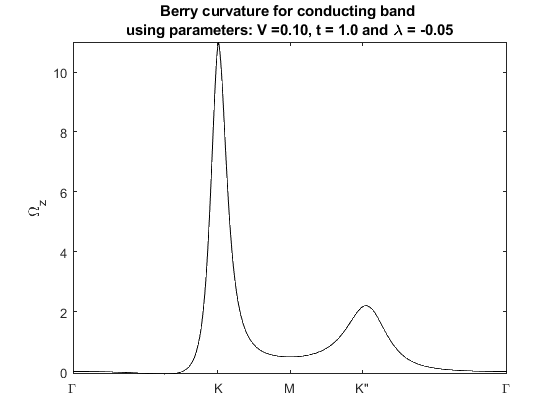 Berry curvature for conducting band
using parameters: V =0.10, t = 1.0 and λ = -0.05
10
8
6
4
2
0
Ω_z
Γ K M K" Γ